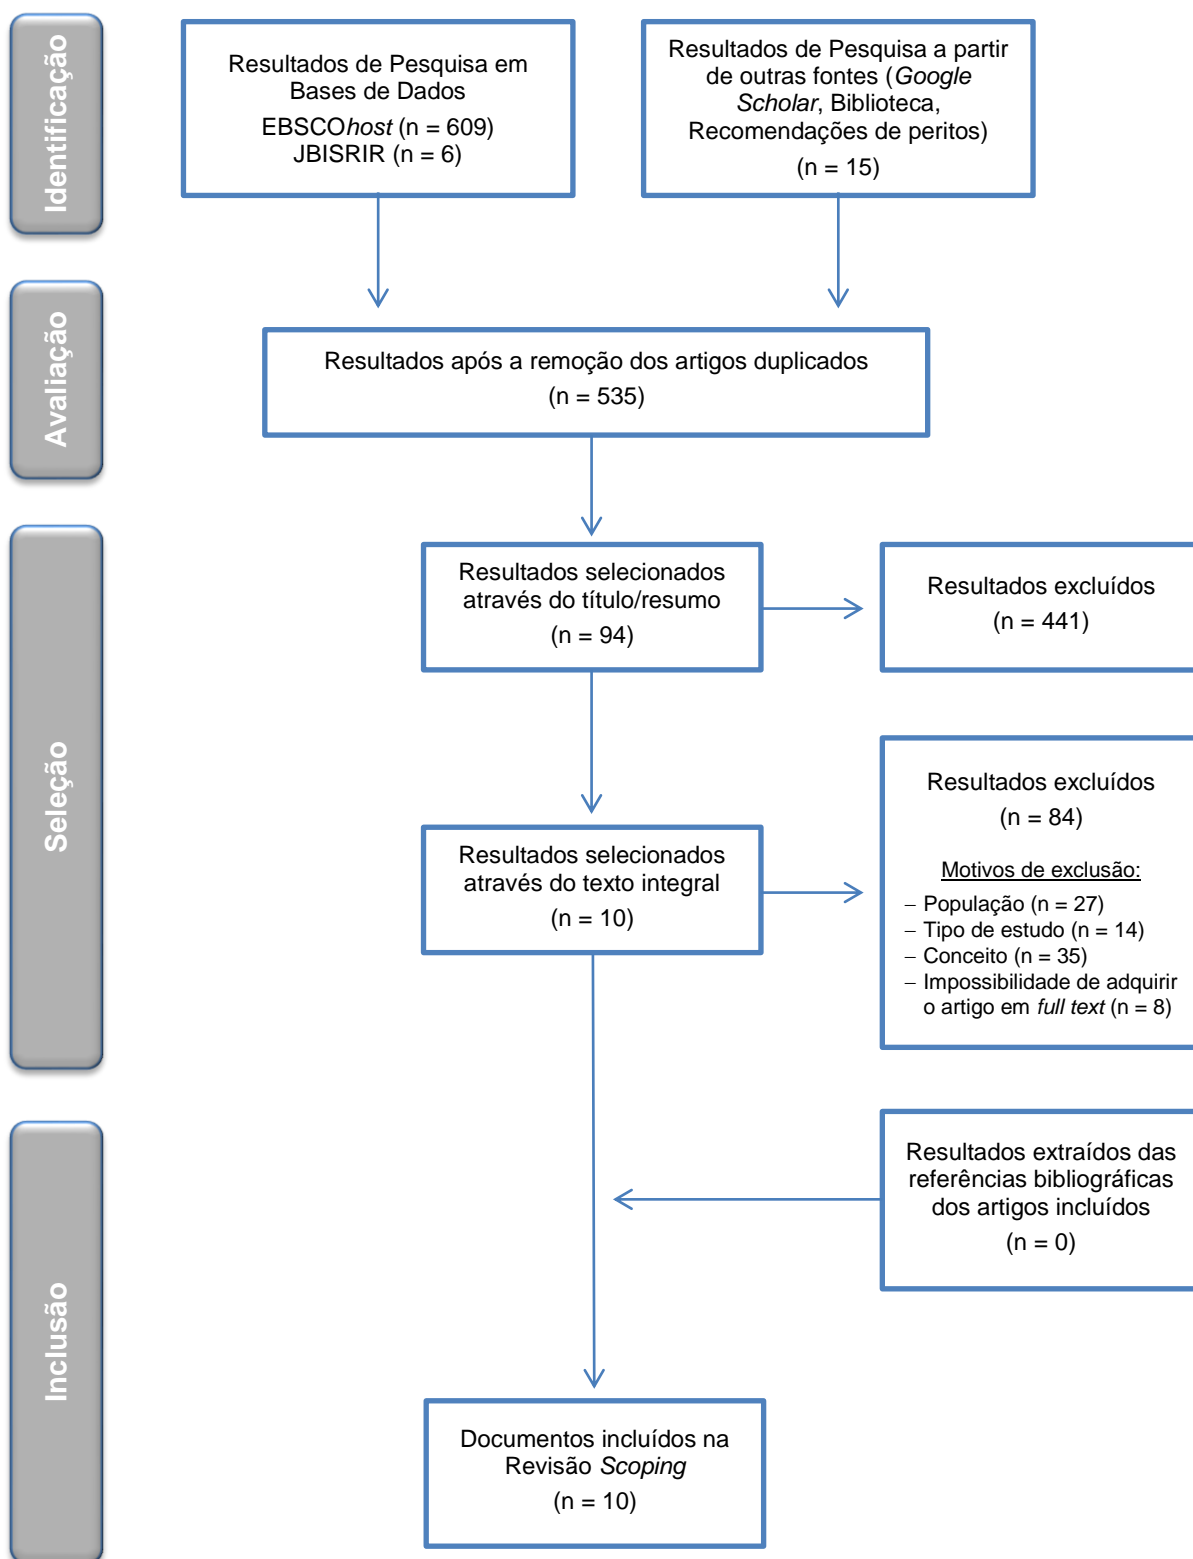 Identificação
Resultados de Pesquisa em
Bases de Dados
EBSCOhost (n = 609)
JBISRIR (n = 6)
Resultados de Pesquisa a partir
de outras fontes (Google
Scholar, Biblioteca,
Recomendações de peritos)
(n = 15)
Avaliação
Resultados após a remoção dos artigos duplicados
(n = 535)
Seleção
Resultados selecionados
através do título/resumo
(n = 94)
Resultados excluídos
(n = 441)
Resultados selecionados
através do texto integral
(n = 10)
Resultados excluídos
(n = 84)
Motivos de exclusão:
– População (n = 27)
– Tipo de estudo (n = 14)
– Conceito (n = 35)
– Impossibilidade de adquirir
o artigo em full text (n = 8)
Inclusão
Resultados extraídos das
referências bibliográficas
dos artigos incluídos
(n = 0)
Documentos incluídos na
Revisão Scoping
(n = 10)